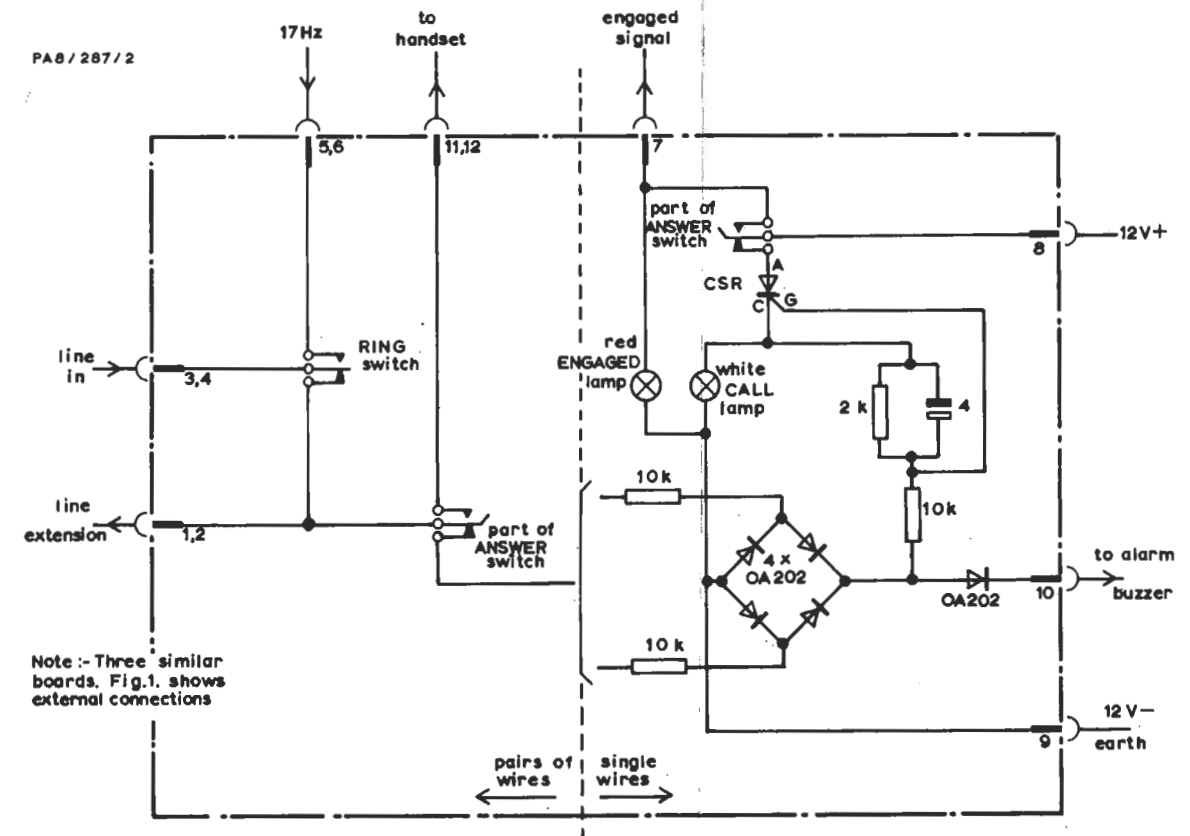 PA8/287/2
17Hz
to
handset
engaged
signal
5,6
11,12
7
part of
ANSWER
switch
8
12V+
A
CSR
C
G
line
in
3,4
RING
switch
red
ENGAGED
lamp
white
CALL
lamp
2 k
4
10k
10k
line
extension
1,2
part of
ANSWER
switch
4 x
OA202
OA202
10
to alarm
buzzer
10k
Note :- Three similar
boards. Fig.1. shows
external connections
12 V-
9
earth
pairs of
wires
single
wires